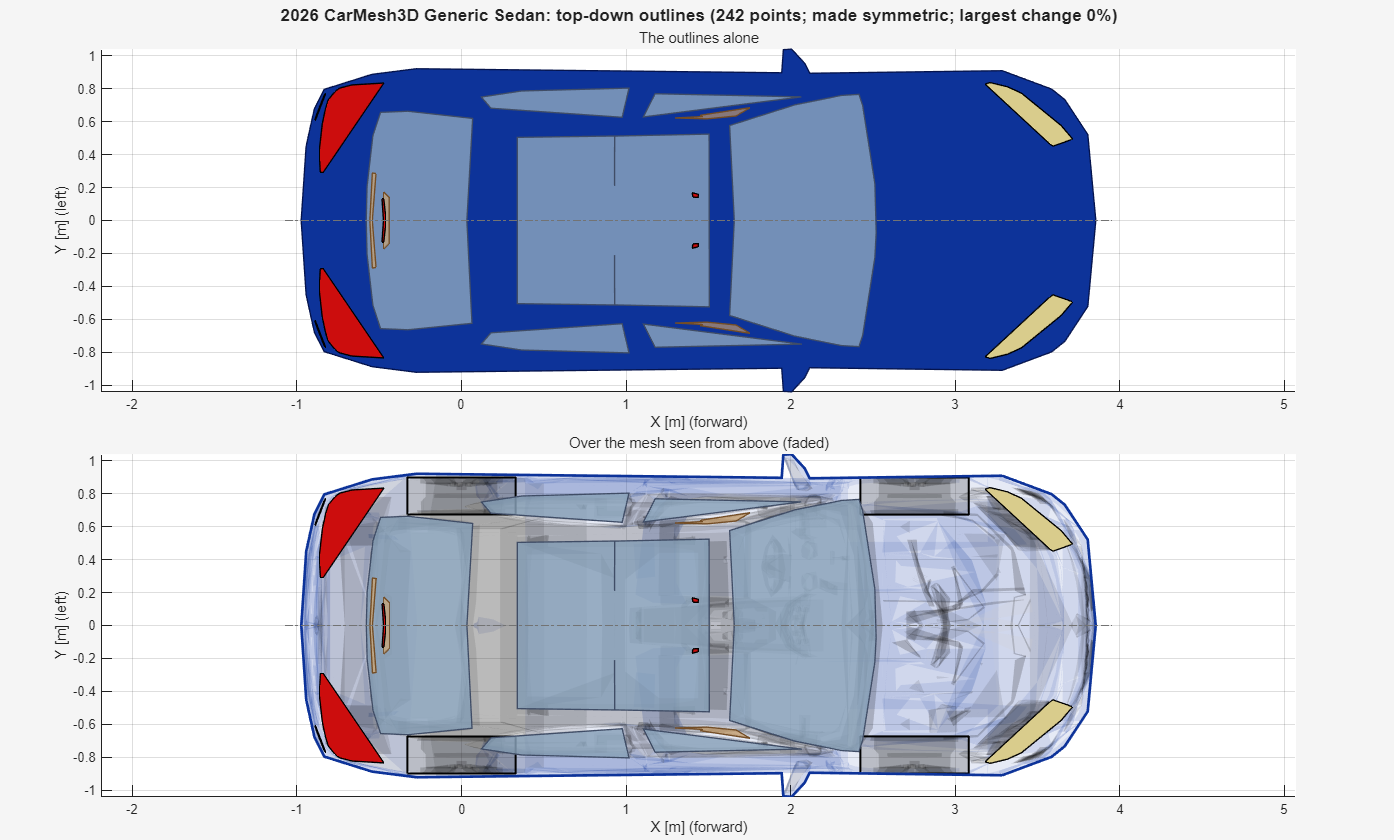 2026 CarMesh3D Generic Sedan: top-down outlines (242 points; made symmetric; largest change 0%)
The outlines alone
1
0.8
0.6
0.4
0.2
0
-0.2
-0.4
-0.6
-0.8
-1
Y [m] (left)
-2 -1 0 1 2 3 4 5
X [m] (forward)
Over the mesh seen from above (faded)
1
0.8
0.6
0.4
0.2
0
-0.2
-0.4
-0.6
-0.8
-1
Y [m] (left)
-2 -1 0 1 2 3 4 5
X [m] (forward)